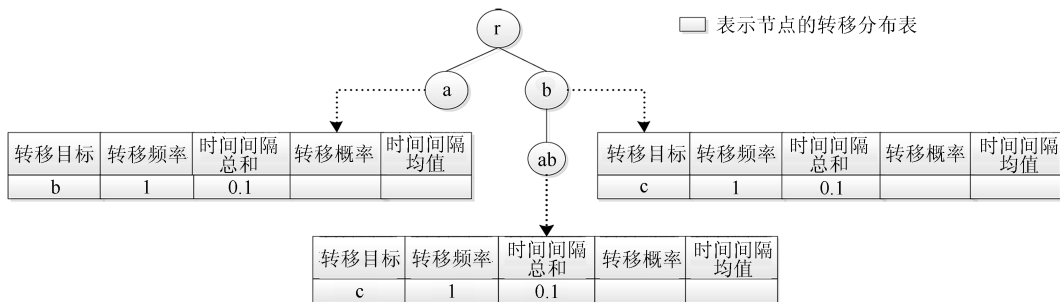 r
表示节点的转移分布表
a
b
转移目标 转移频率 时间间隔总和 转移概率 时间间隔均值
b 1 0.1
ab
转移目标 转移频率 时间间隔总和 转移概率 时间间隔均值
c 1 0.1
转移目标 转移频率 时间间隔总和 转移概率 时间间隔均值
c 1 0.1